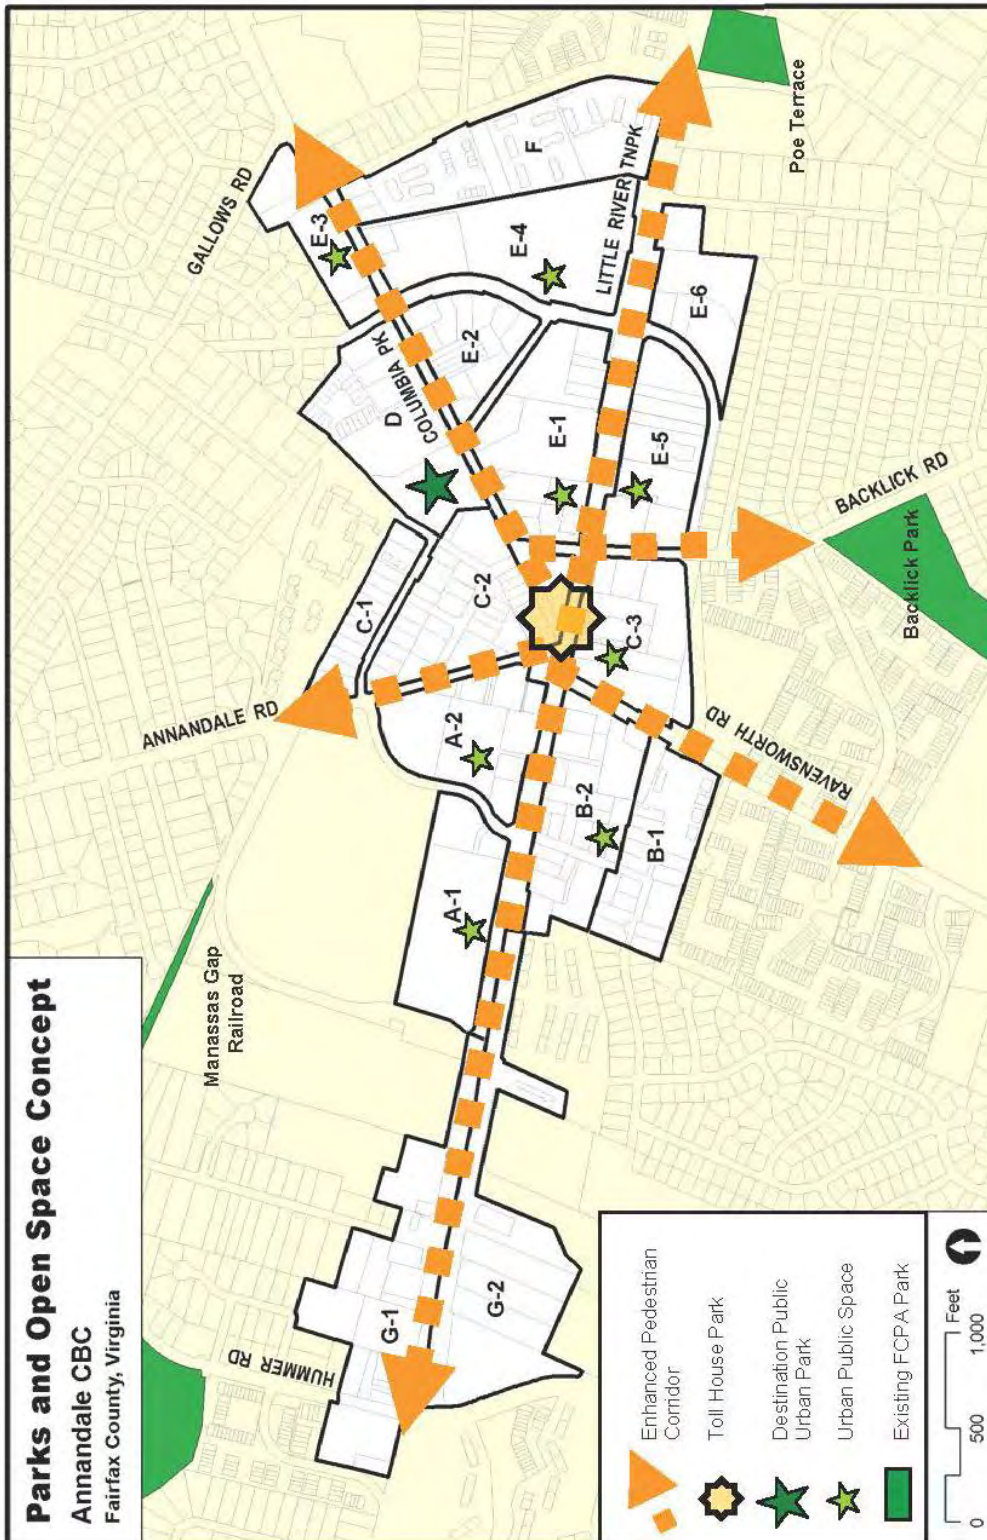 Parks and Open Space Concept
Annandale CBC
Fairfax County, Virginia
Manassas Gap
Railroad
HUMMER RD
ANNANDALE RD
GALLOWS RD
COLUMBIA PK
LITTLE RIVER TNPK
RAVENSWORTH RD
BACKLICK RD
Backlick Park
Poe Terrace
G-1
G-2
A-1
A-2
B-1
B-2
C-1
C-2
C-3
D
E-1
E-2
E-3
E-4
E-5
E-6
F
Enhanced Pedestrian
Corridor
Toll House Park
Destination Public
Urban Park
Urban Public Space
Existing FCPA Park
0 500 1,000
Feet